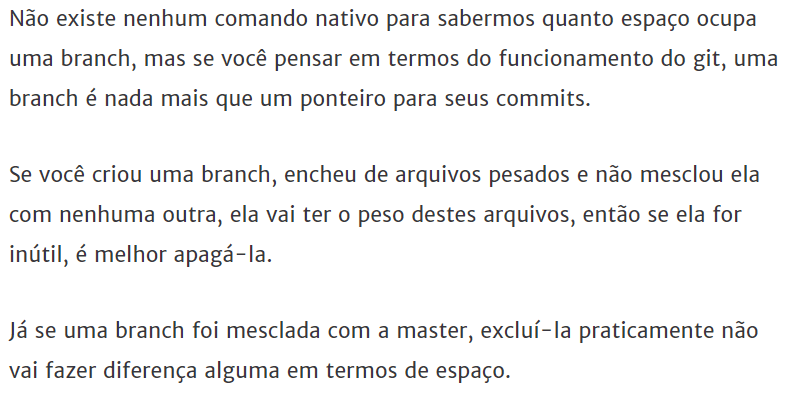 Não existe nenhum comando nativo para sabermos quanto espaço ocupa
uma branch, mas se você pensar em termos do funcionamento do git, uma
branch é nada mais que um ponteiro para seus commits.
Se você criou uma branch, encheu de arquivos pesados e não mesclou ela
com nenhuma outra, ela vai ter o peso destes arquivos, então se ela for
inútil, é melhor apagá-la.
Já se uma branch foi mesclada com a master, excluí-la praticamente não
vai fazer diferença alguma em termos de espaço.